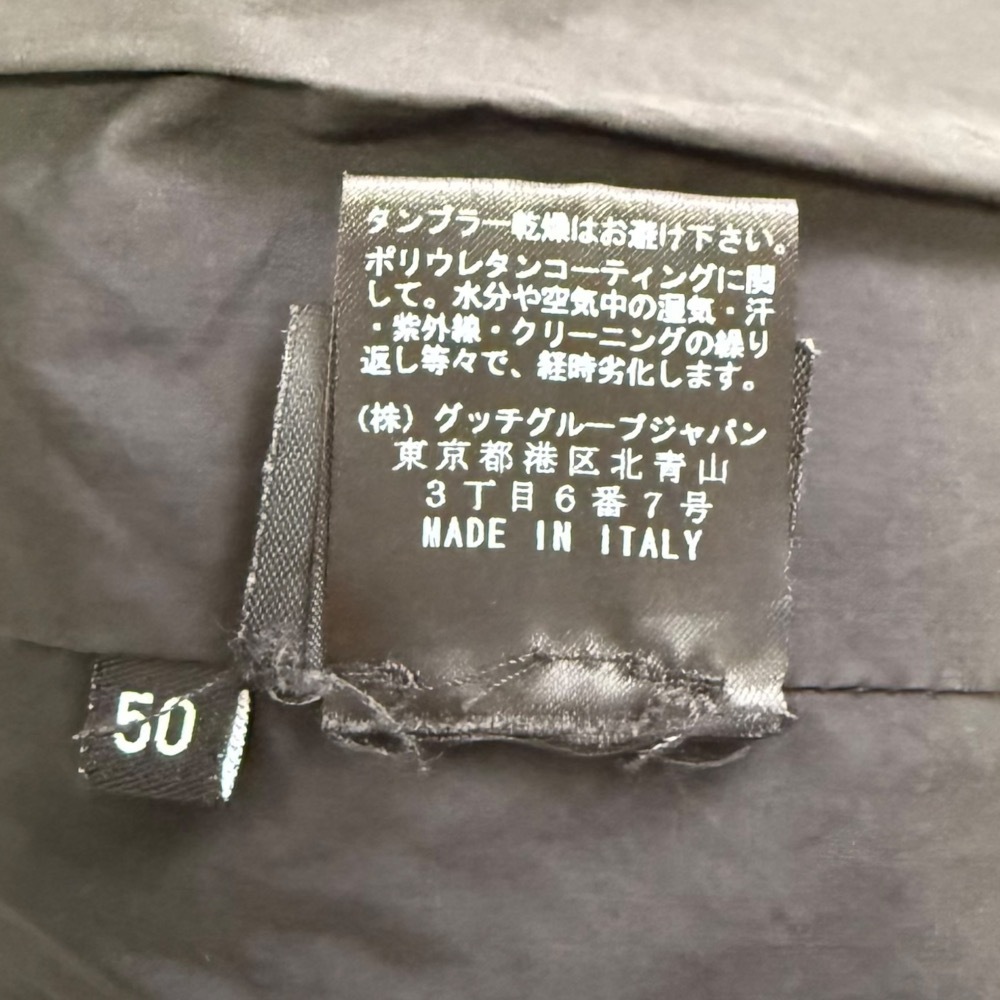 タンブラー乾燥はお避け下さい。
ポリウレタンコーティングに関
して。水分や空気中の湿気・汗
・紫外線・クリーニングの繰り
返し等々で、経時劣化します。
(株) グッチグループジャパン
東京都港区北青山
3丁目6番7号
MADE IN ITALY
50